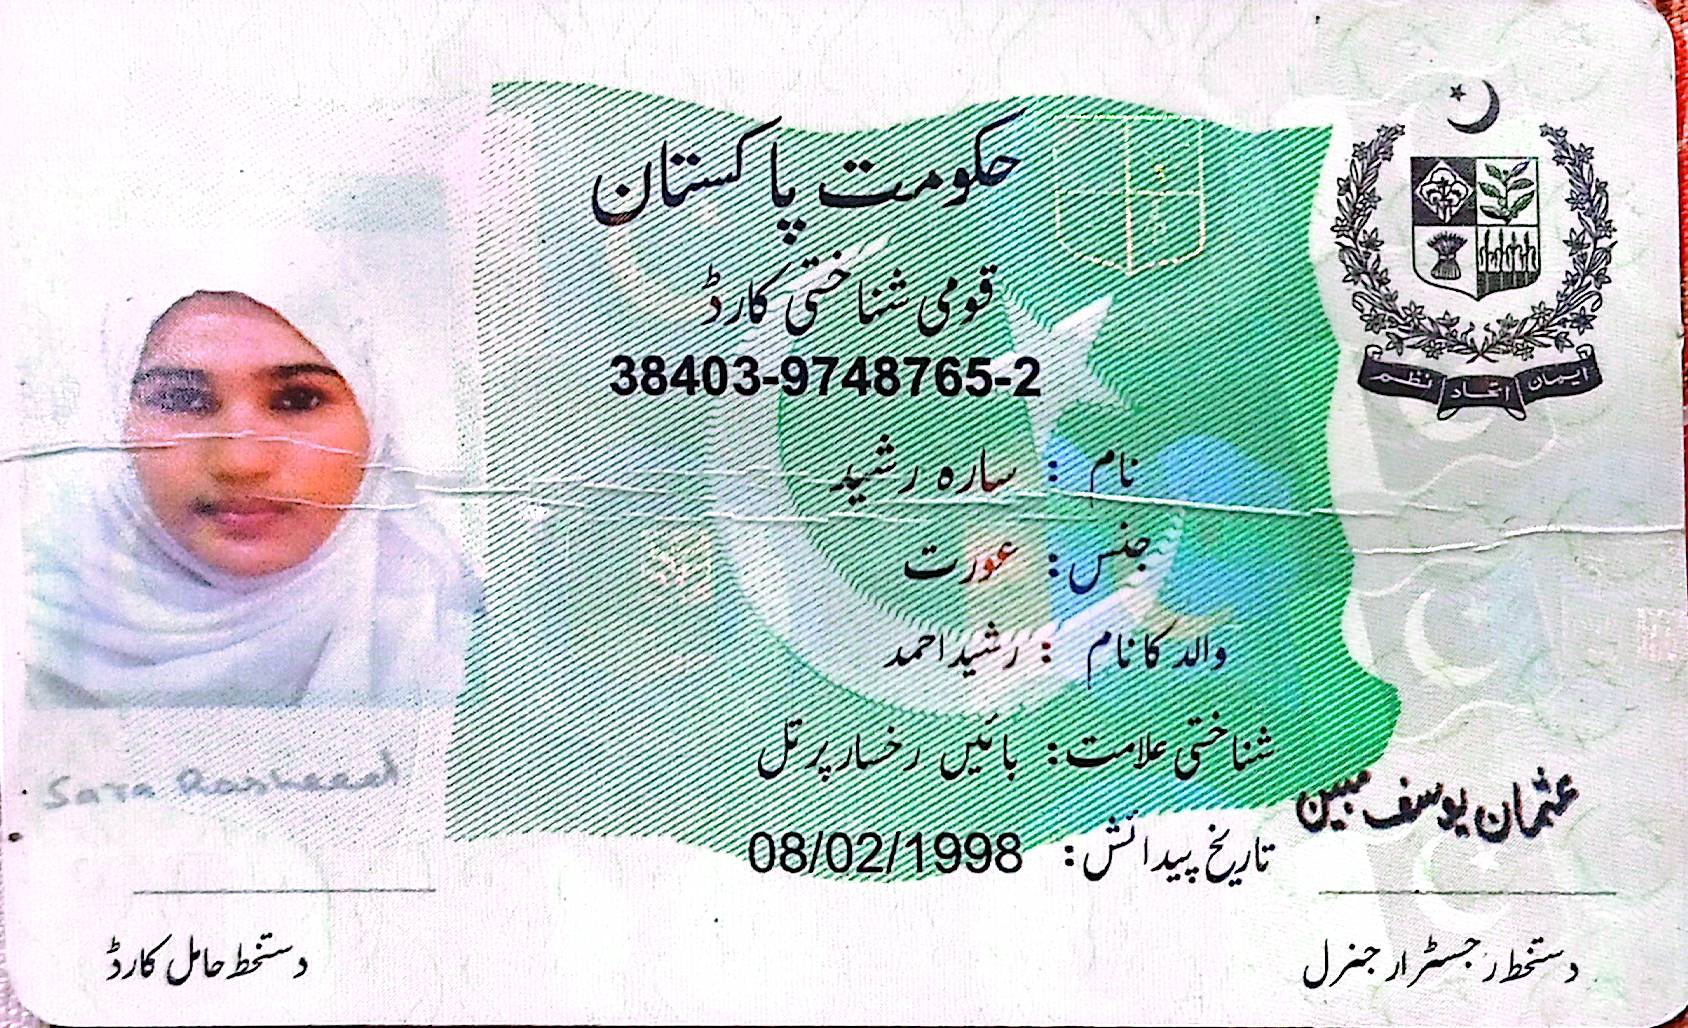 حکومت پاکستان
قومی شناختی کارڈ
38403-9748765-2
ایمان اتحاد نظم
نام : سارہ رشید
جنس : عورت
والد کا نام : رشید احمد
شناختی علامت: بائیں رخسار پر تل
تاریخ پیدائش: 08/02/1998
Sara Rasheed
عثمان یوسف مبین
دستخط حامل کارڈ
دستخط رجسٹرار جنرل